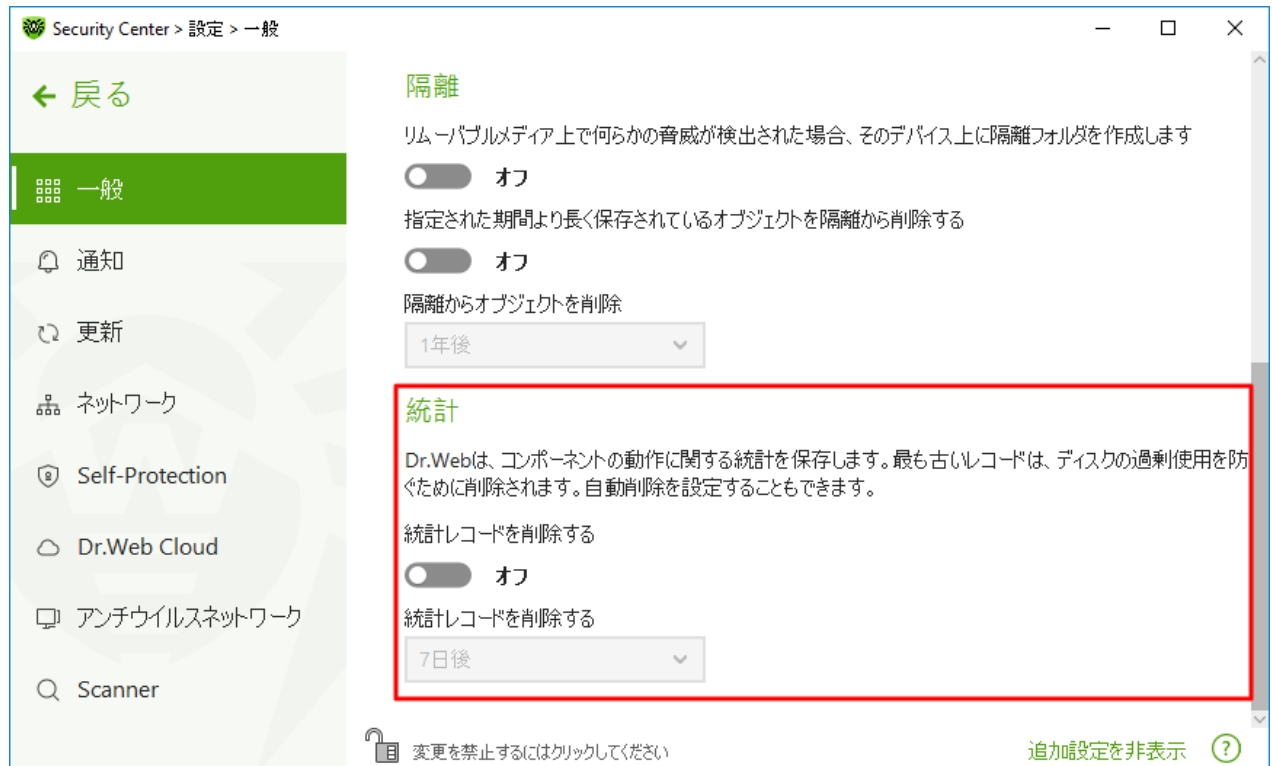 Security Center > 設定 > 一般
戻る
一般
通知
更新
ネットワーク
Self-Protection
Dr.Web Cloud
アンチウイルスネットワーク
Scanner
隔離
リムーバブルメディア上で何らかの脅威が検出された場合、そのデバイス上に隔離フォルダを作成します
オフ
指定された期間より長く保存されているオブジェクトを隔離から削除する
オフ
隔離からオブジェクトを削除
1年後
統計
Dr.Webは、コンポーネントの動作に関する統計を保存します。最も古いレコードは、ディスクの過剰使用を防
ぐために削除されます。自動削除を設定することもできます。
統計レコードを削除する
オフ
統計レコードを削除する
7日後
変更を禁止するにはクリックしてください
追加設定を非表示 ?